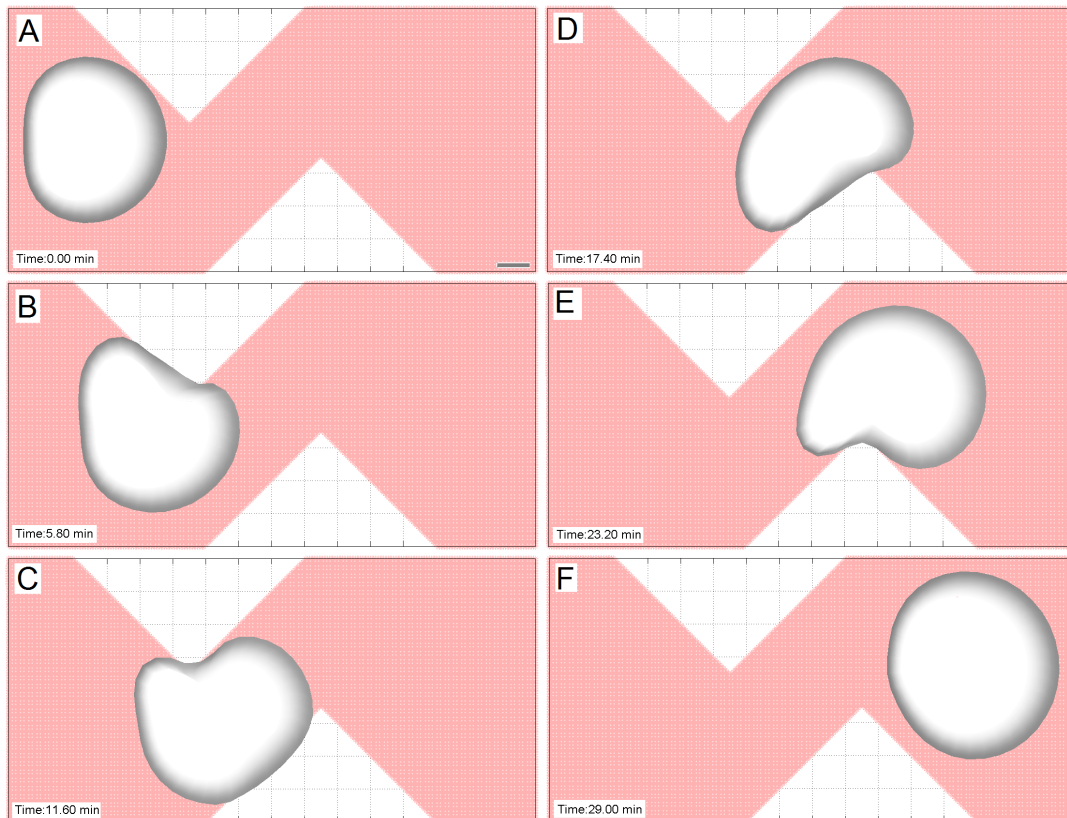 A
Time:0.00 min
B
Time:5.80 min
C
Time:11.60 min
D
Time:17.40 min
E
Time:23.20 min
F
Time:29.00 min